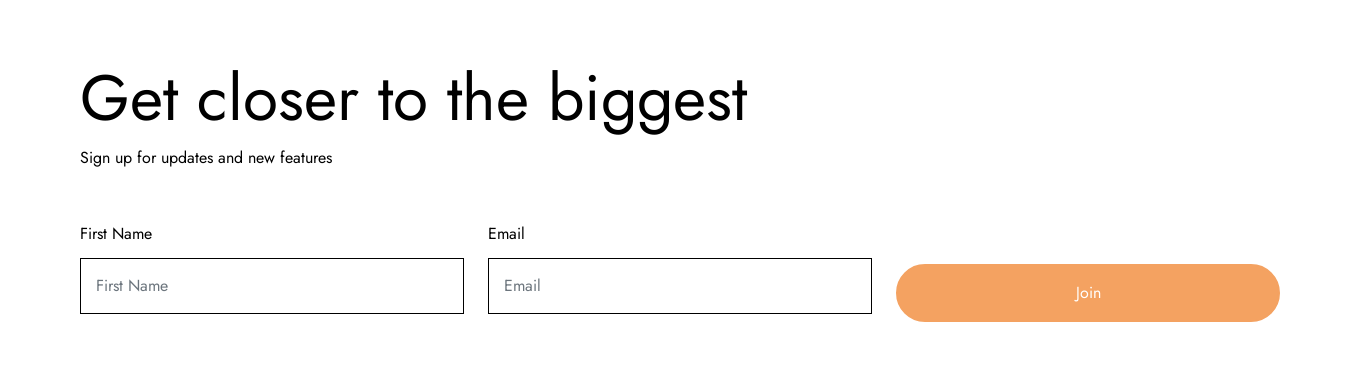 Get closer to the biggest
Sign up for updates and new features
First Name
Email
First Name
Email
Join